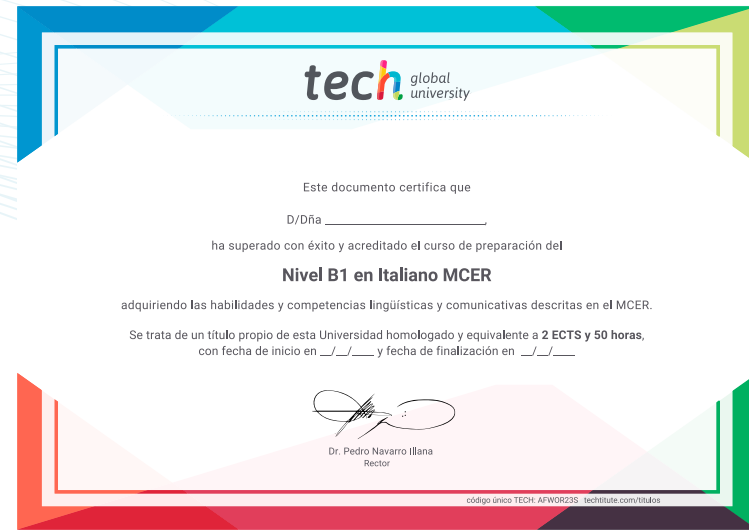 tech global university
Este documento certifica que
D/Dña ______________________,
ha superado con éxito y acreditado el curso de preparación del
Nivel B1 en Italiano MCER
adquiriendo las habilidades y competencias lingüísticas y comunicativas descritas en el MCER.
Se trata de un título propio de esta Universidad homologado y equivalente a 2 ECTS y 50 horas,
con fecha de inicio en __/__/____ y fecha de finalización en __/__/____
Dr. Pedro Navarro Illana
Rector
código único TECH: AFWOR23S techtitute.com/titulos